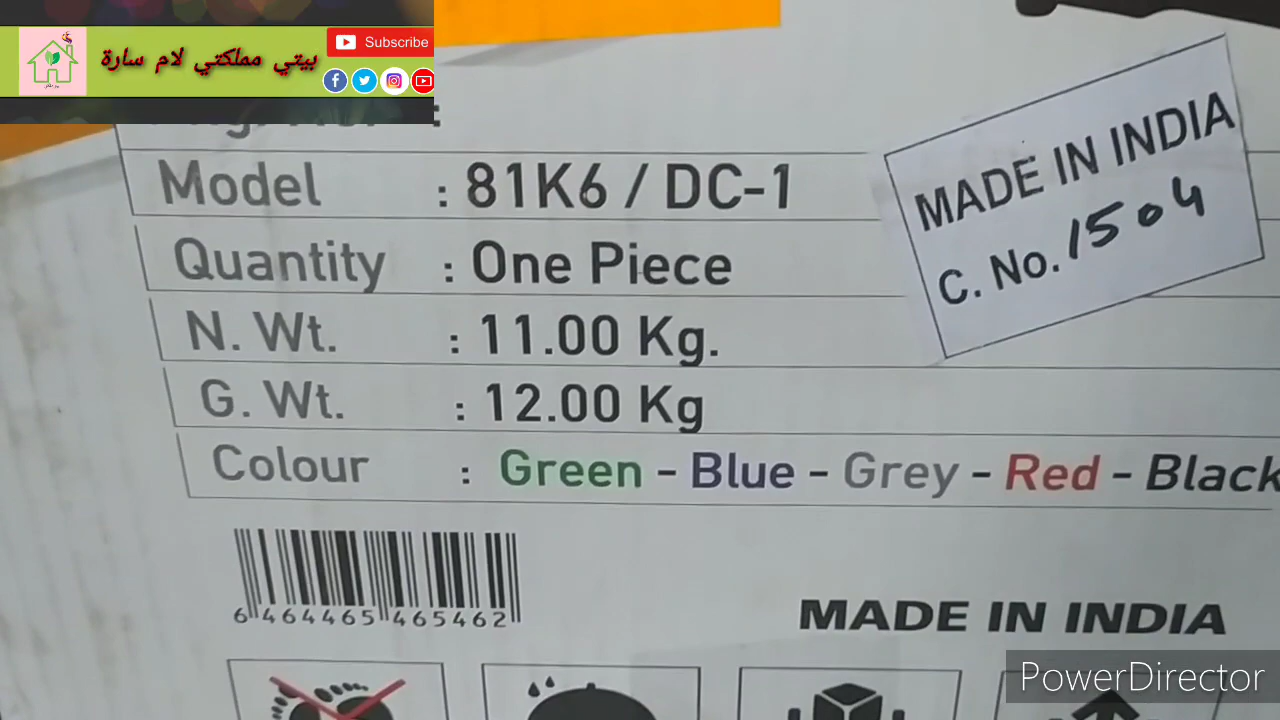 بيتي مملكتي لام سارة
Subscribe
Model : 81K6 / DC-1
Quantity : One Piece
N. Wt. : 11.00 Kg.
G. Wt. : 12.00 Kg
Colour : Green - Blue - Grey - Red - Black
MADE IN INDIA
C. No. 1504
6 464465 465462
MADE IN INDIA
PowerDirector